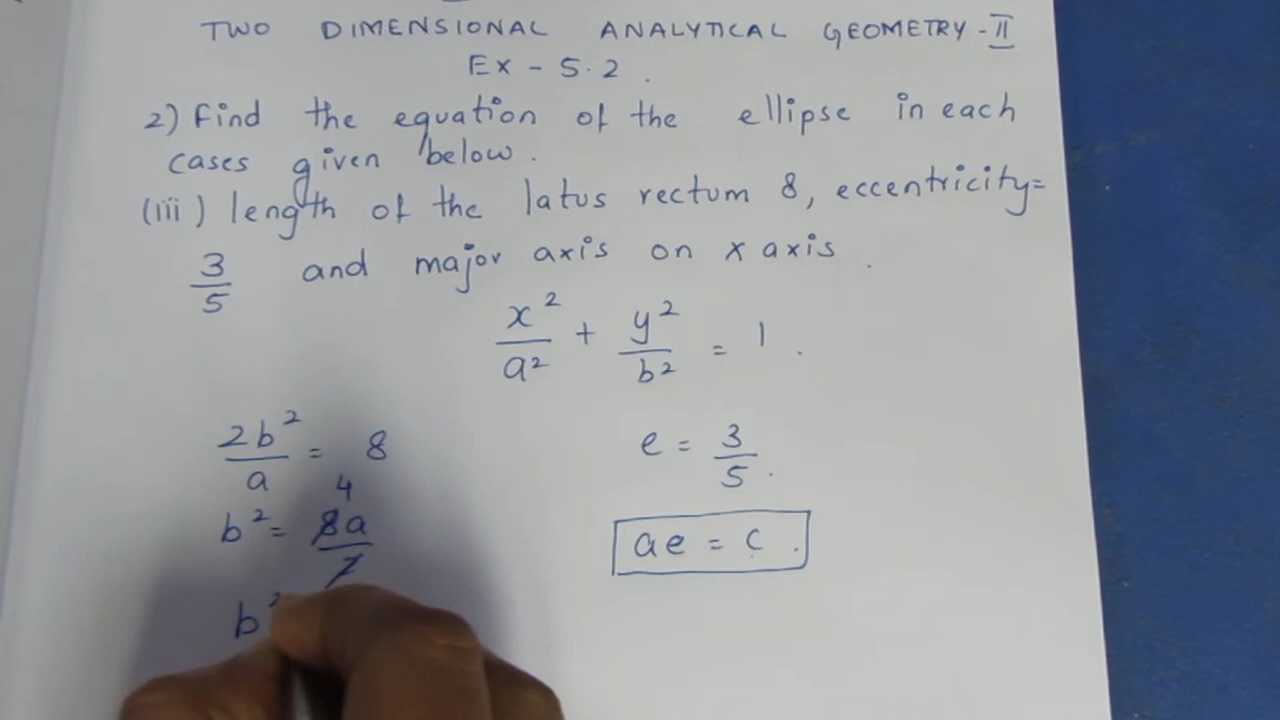 TWO DIMENSIONAL ANALYTICAL GEOMETRY - II
Ex - 5.2.
2) Find the equation of the ellipse in each
cases given below.
(iii) length of the latus rectum 8, eccentricity =
3/5 and major axis on x axis.
x²/a² + y²/b² = 1.
2b²/a = 8
e = 3/5.
4
b² = 8a/2
ae = c.
b²